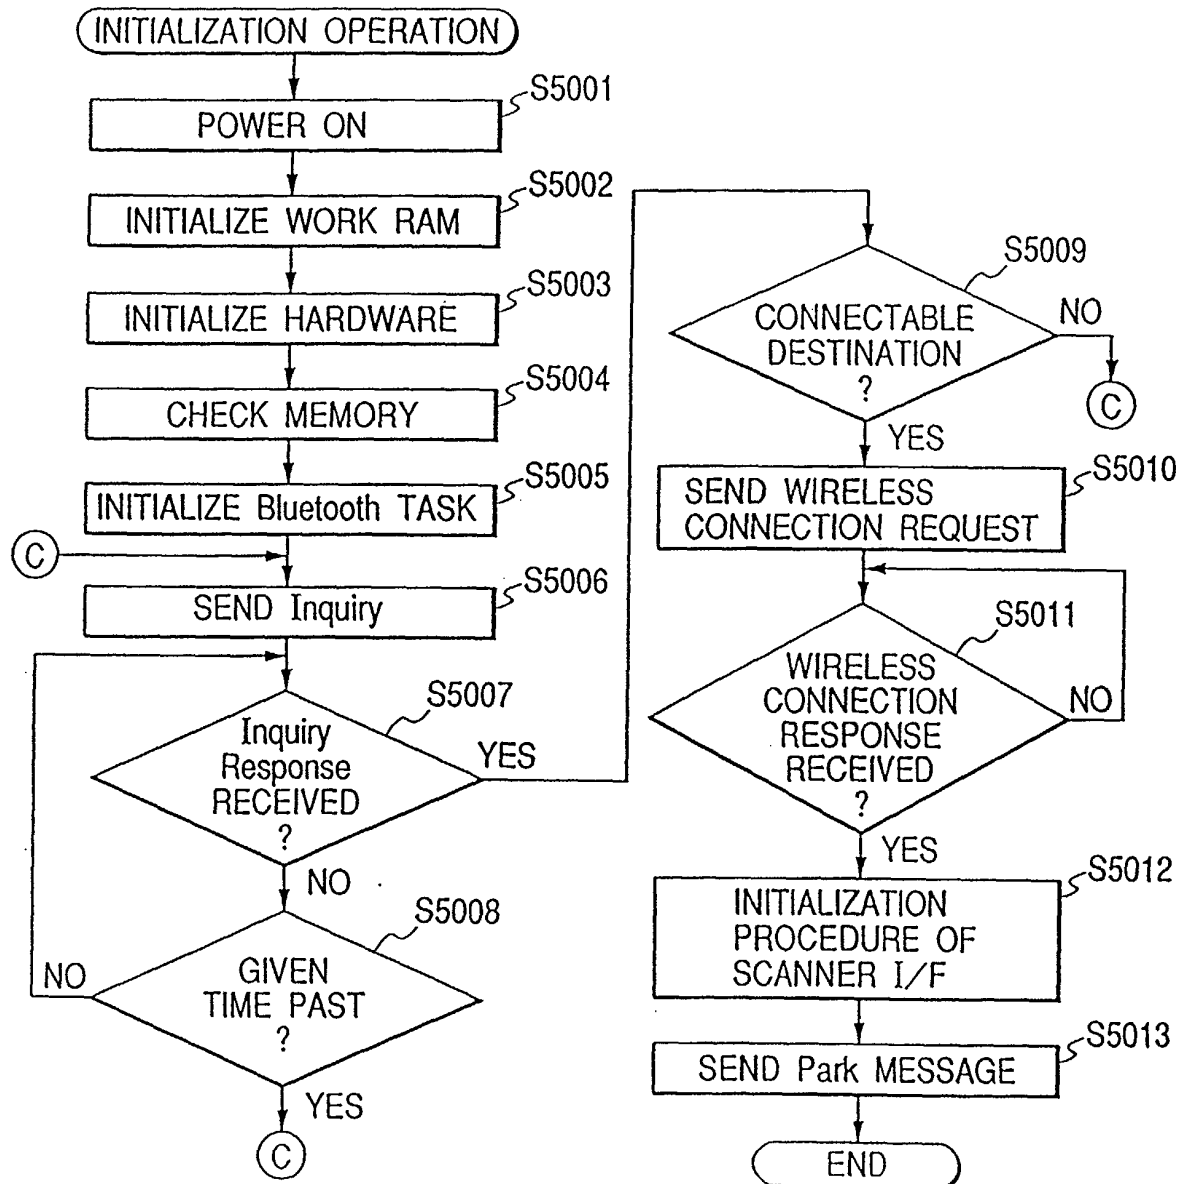 INITIALIZATION OPERATION
S5001
POWER ON
S5002
INITIALIZE WORK RAM
S5003
INITIALIZE HARDWARE
S5004
CHECK MEMORY
S5005
INITIALIZE Bluetooth TASK
C
S5006
SEND Inquiry
S5007
Inquiry
Response
RECEIVED
?
YES
NO
S5008
GIVEN
TIME PAST
?
NO
YES
C
S5009
CONNECTABLE
DESTINATION
?
NO
C
YES
S5010
SEND WIRELESS
CONNECTION REQUEST
S5011
WIRELESS
CONNECTION
RESPONSE
RECEIVED
?
NO
YES
S5012
INITIALIZATION
PROCEDURE OF
SCANNER I/F
S5013
SEND Park MESSAGE
END